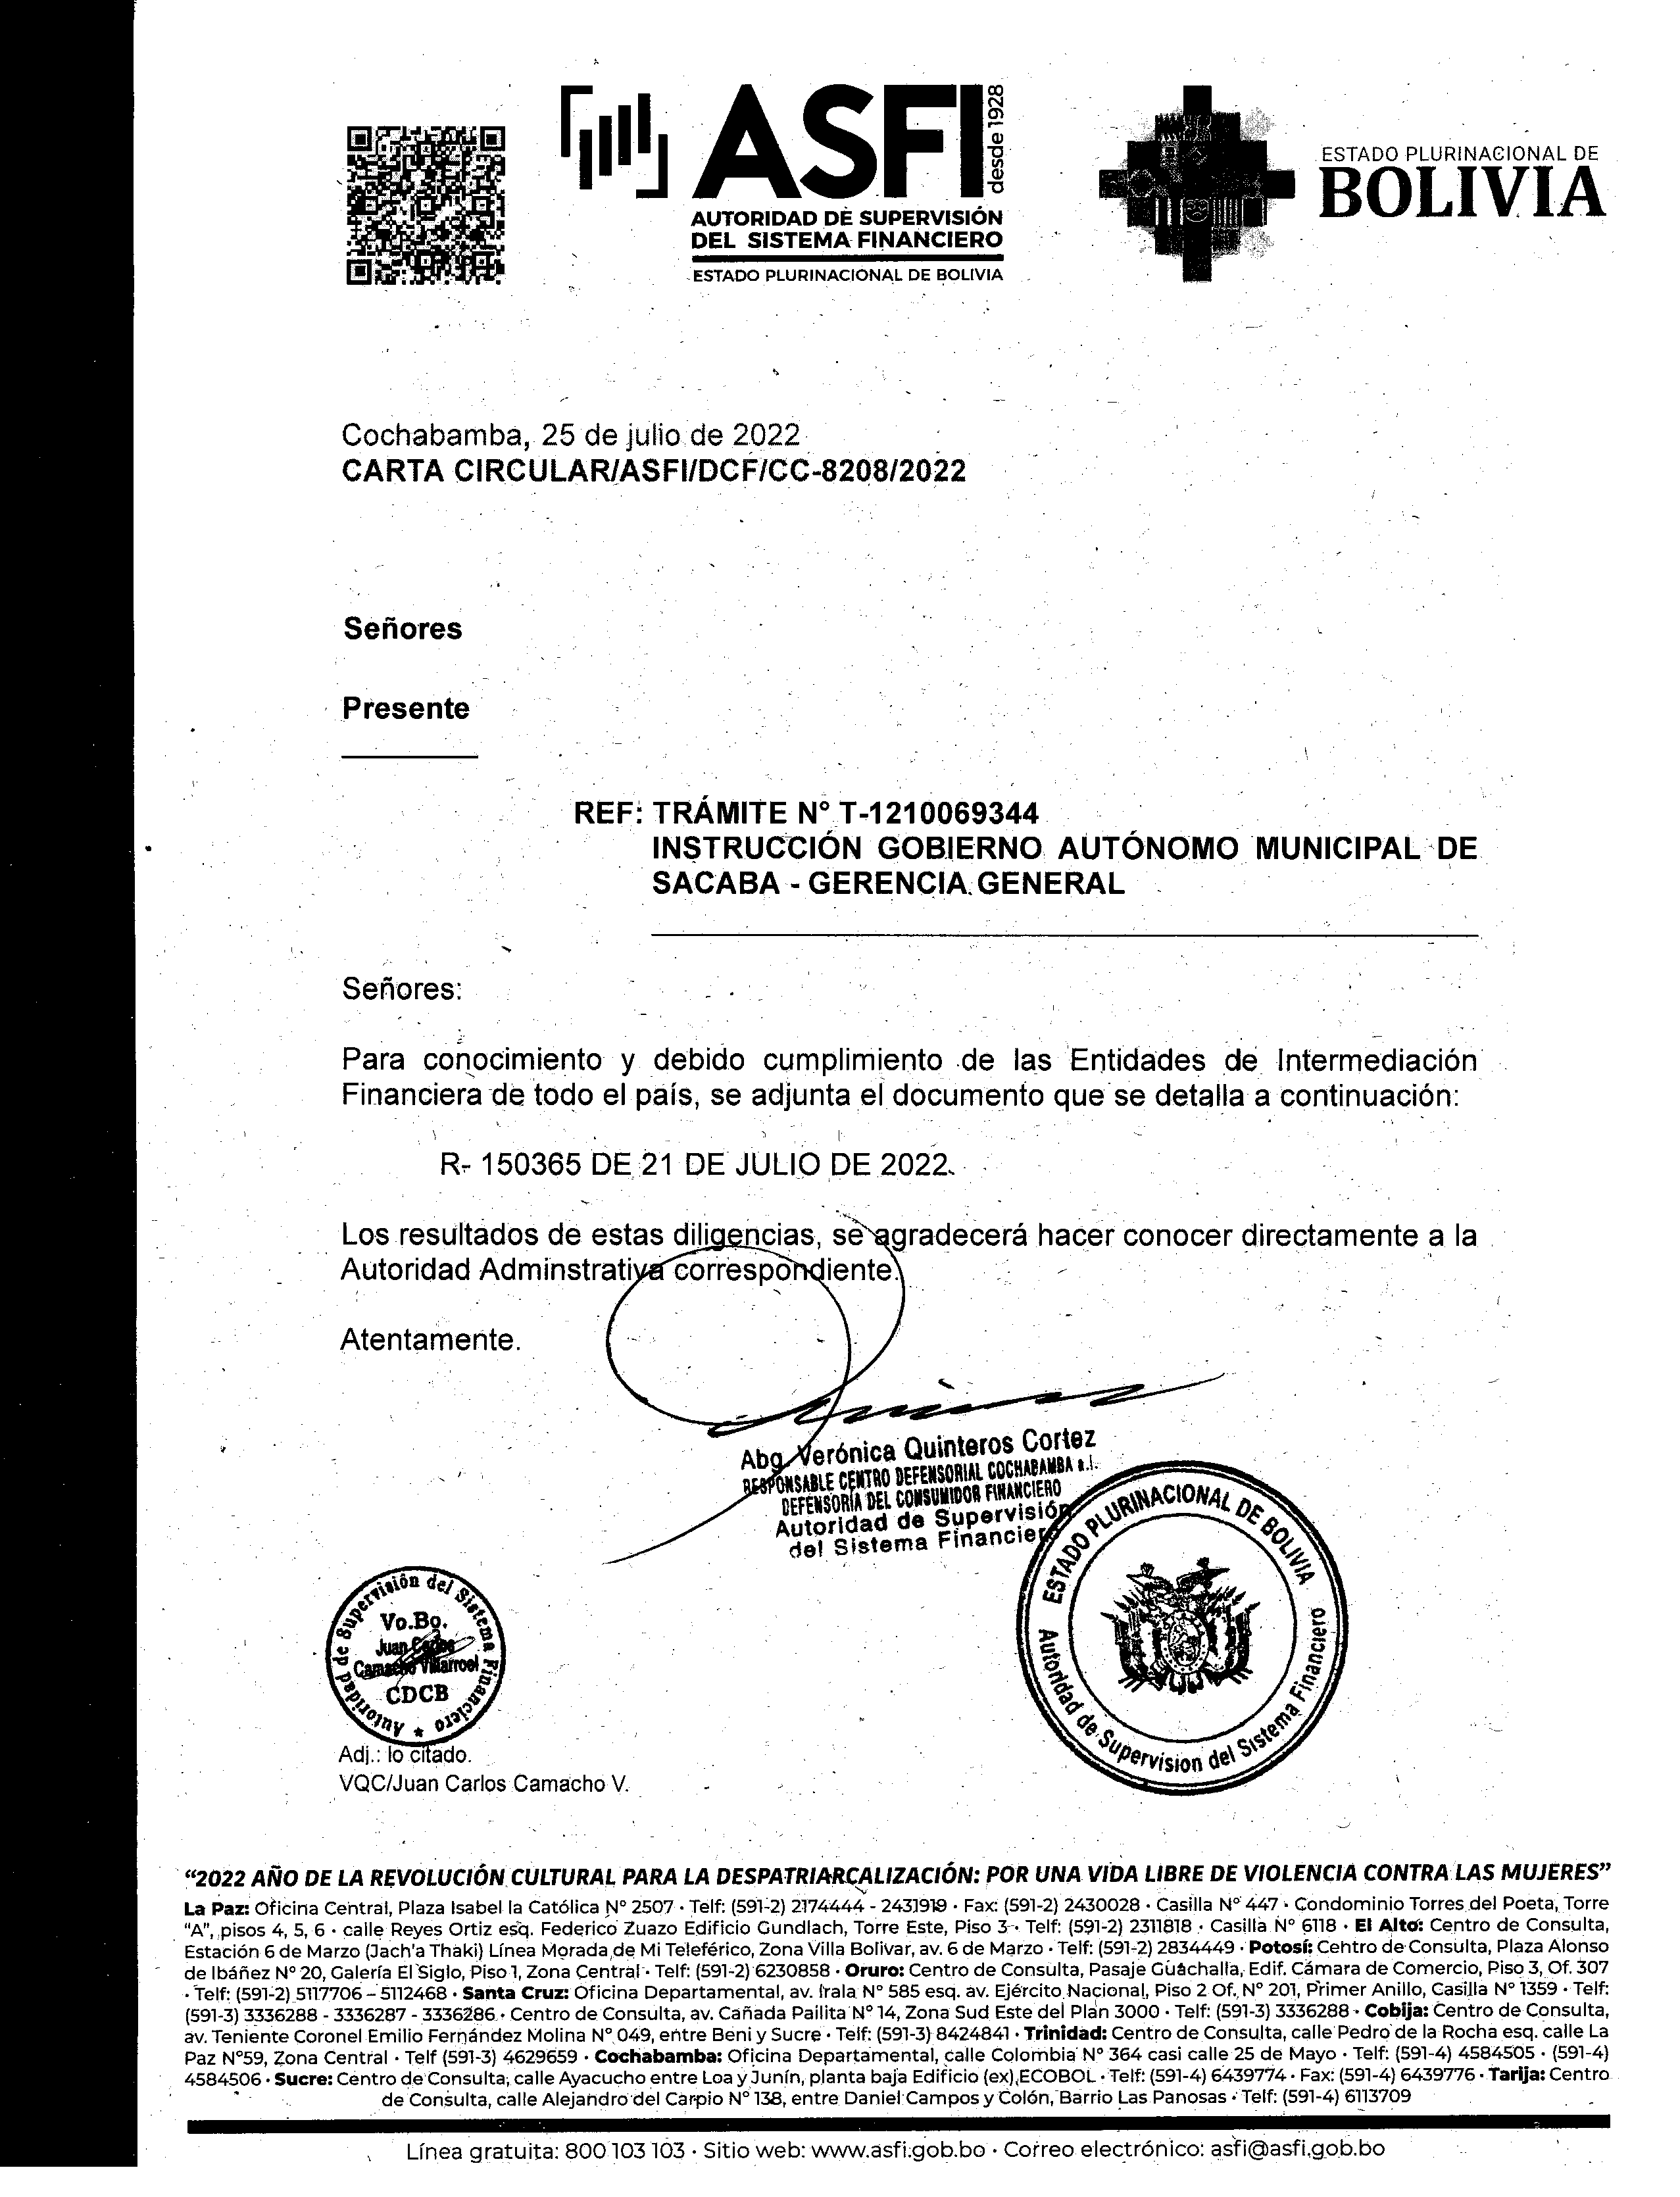 ASFI
desde 1928
AUTORIDAD DE SUPERVISIÓN
DEL SISTEMA FINANCIERO
ESTADO PLURINACIONAL DE BOLIVIA
ESTADO PLURINACIONAL DE
BOLIVIA
Cochabamba, 25 de julio de 2022
CARTA CIRCULAR/ASFI/DCF/CC-8208/2022
Señores
Presente
REF: TRÁMITE N° T-1210069344
INSTRUCCIÓN GOBIERNO AUTÓNOMO MUNICIPAL DE
SACABA - GERENCIA GENERAL
Señores:
Para conocimiento y debido cumplimiento de las Entidades de Intermediación
Financiera de todo el país, se adjunta el documento que se detalla a continuación:
R- 150365 DE 21 DE JULIO DE 2022.
Los resultados de estas diligencias, se agradecerá hacer conocer directamente a la
Autoridad Adminstrativa correspondiente.
Atentamente.
Abg. Verónica Quinteros Cortez
RESPONSABLE CENTRO DEFENSORIAL COCHABAMBA a.i.
DEFENSORÍA DEL CONSUMIDOR FINANCIERO
Autoridad de Supervisión
del Sistema Financiero
ESTADO PLURINACIONAL DE BOLIVIA
Autoridad de Supervision del Sistema Financiero
Autoridad de Supervisión del Sistema Financiero
Vo.Bo.
Juan Carlos
Camacho Villarroel
CDCB
Adj.: lo citado.
VQC/Juan Carlos Camacho V.
“2022 AÑO DE LA REVOLUCIÓN CULTURAL PARA LA DESPATRIARCALIZACIÓN: POR UNA VIDA LIBRE DE VIOLENCIA CONTRA LAS MUJERES”
La Paz: Oficina Central, Plaza Isabel la Católica N° 2507 · Telf: (591-2) 2174444 - 2431919 · Fax: (591-2) 2430028 · Casilla N° 447 · Condominio Torres del Poeta, Torre
“A”, pisos 4, 5, 6 · calle Reyes Ortiz esq. Federico Zuazo Edificio Gundlach, Torre Este, Piso 3 · Telf: (591-2) 2311818 · Casilla N° 6118 · El Alto: Centro de Consulta,
Estación 6 de Marzo (Jach'a Thaki) Línea Morada de Mi Teleférico, Zona Villa Bolivar, av. 6 de Marzo · Telf: (591-2) 2834449 · Potosí: Centro de Consulta, Plaza Alonso
de Ibáñez N° 20, Galería El Siglo, Piso 1, Zona Central · Telf: (591-2) 6230858 · Oruro: Centro de Consulta, Pasaje Guachalla, Edif. Cámara de Comercio, Piso 3, Of. 307
· Telf: (591-2) 5117706 – 5112468 · Santa Cruz: Oficina Departamental, av. Irala N° 585 esq. av. Ejército Nacional, Piso 2 Of. N° 201, Primer Anillo, Casilla N° 1359 · Telf:
(591-3) 3336288 - 3336287 - 3336286 · Centro de Consulta, av. Cañada Pailita N° 14, Zona Sud Este del Plan 3000 · Telf: (591-3) 3336288 · Cobija: Centro de Consulta,
av. Teniente Coronel Emilio Fernández Molina N° 049, entre Beni y Sucre · Telf: (591-3) 8424841 · Trinidad: Centro de Consulta, calle Pedro de la Rocha esq. calle La
Paz N°59, Zona Central · Telf (591-3) 4629659 · Cochabamba: Oficina Departamental, calle Colombia N° 364 casi calle 25 de Mayo · Telf: (591-4) 4584505 · (591-4)
4584506 · Sucre: Centro de Consulta, calle Ayacucho entre Loa y Junín, planta baja Edificio (ex) ECOBOL · Telf: (591-4) 6439774 · Fax: (591-4) 6439776 · Tarija: Centro
de Consulta, calle Alejandro del Carpio N° 138, entre Daniel Campos y Colón, Barrio Las Panosas · Telf: (591-4) 6113709
Línea gratuita: 800 103 103 · Sitio web: www.asfi.gob.bo · Correo electrónico: asfi@asfi.gob.bo